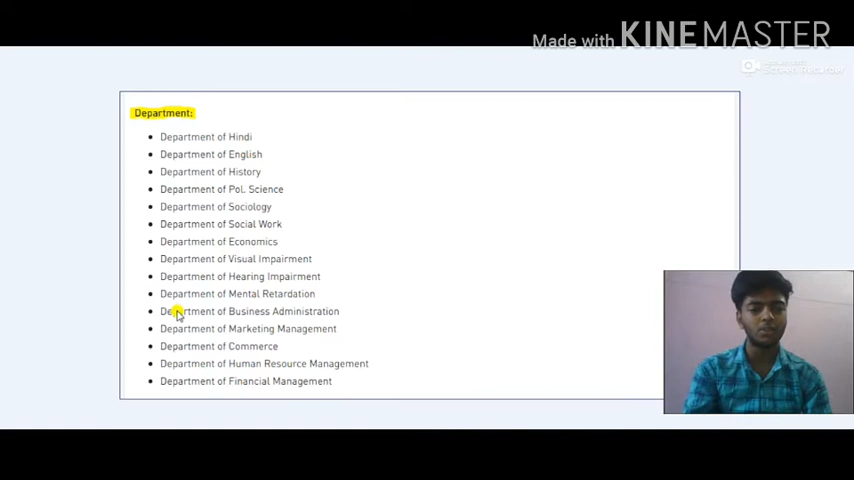 Made with KINEMASTER
Screen Recorder
Department:
Department of Hindi
Department of English
Department of History
Department of Pol. Science
Department of Sociology
Department of Social Work
Department of Economics
Department of Visual Impairment
Department of Hearing Impairment
Department of Mental Retardation
Department of Business Administration
Department of Marketing Management
Department of Commerce
Department of Human Resource Management
Department of Financial Management